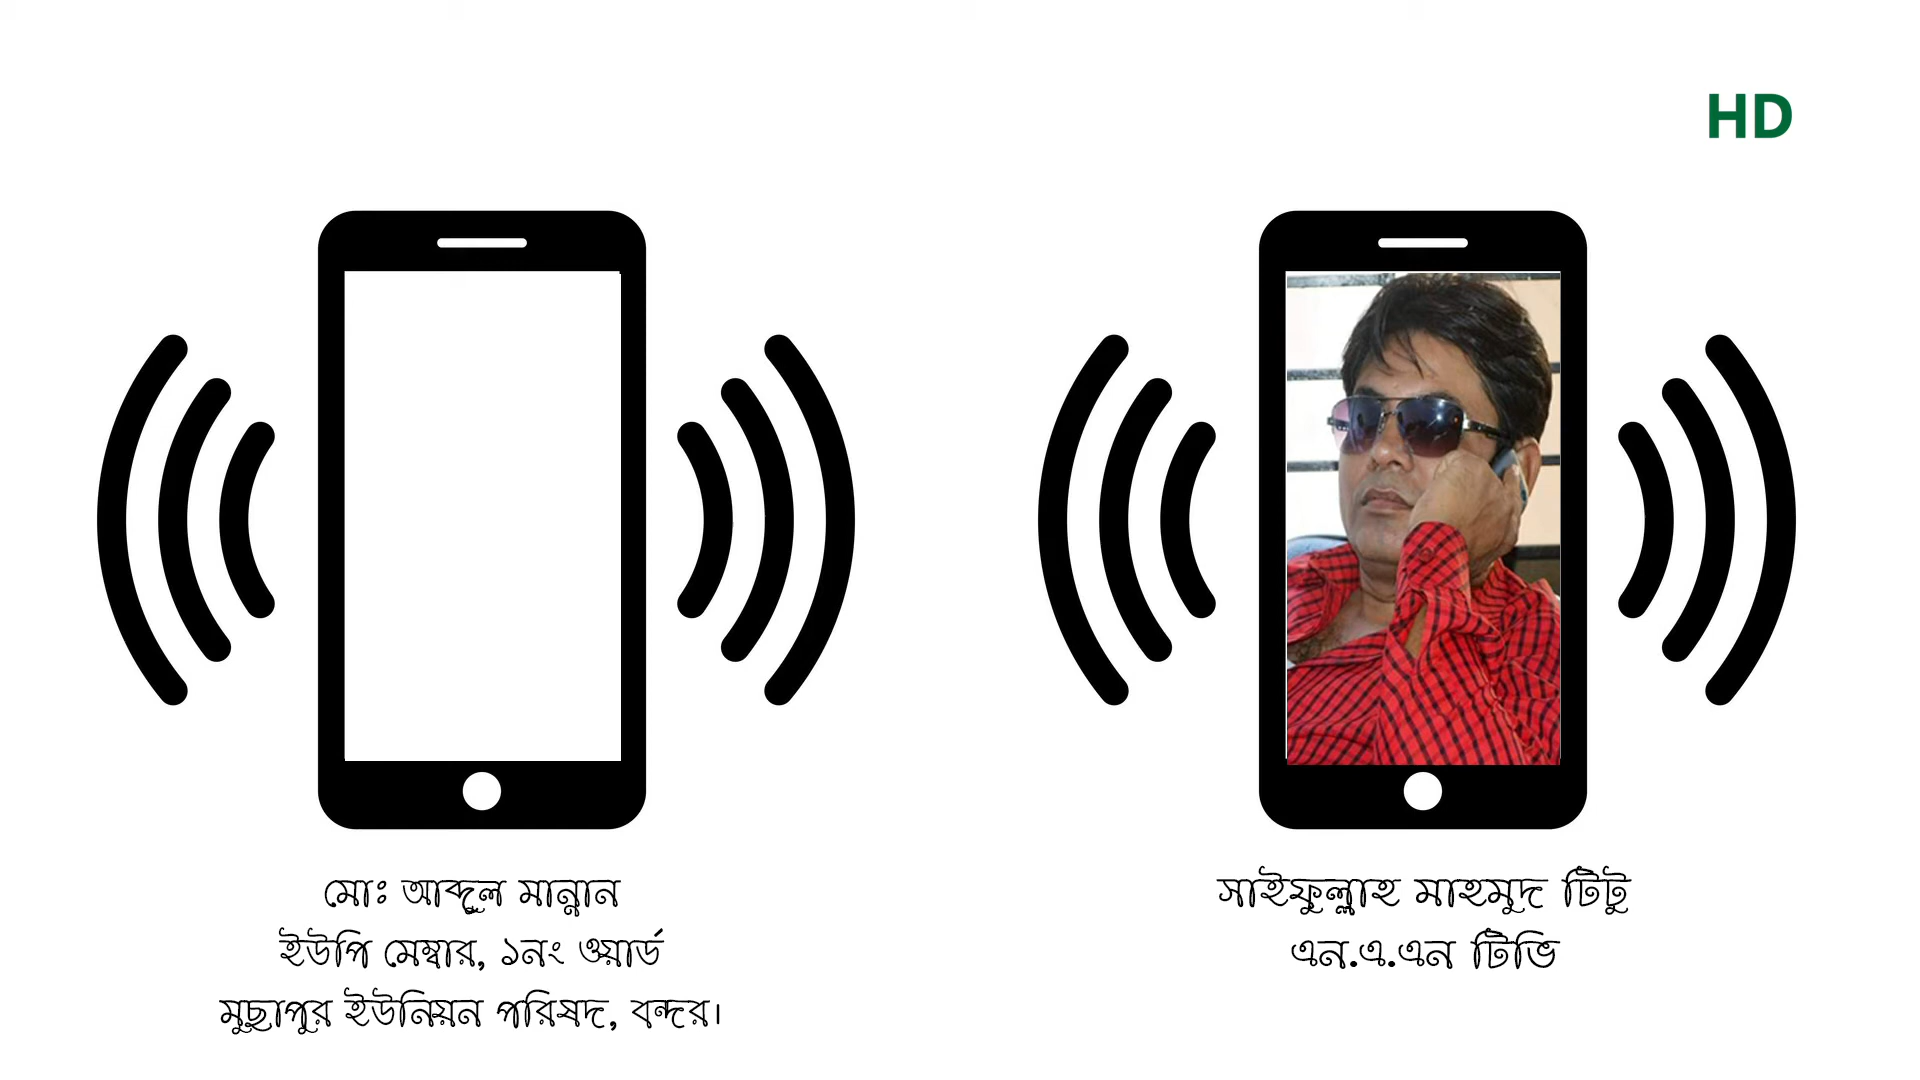 HD
মোঃ আব্দুল মান্নান
ইউপি মেম্বার, ১নং ওয়ার্ড
মুছাপুর ইউনিয়ন পরিষদ, বন্দর।
সাইফুল্লাহ মাহমুদ টিটু
এন.এ.এন টিভি